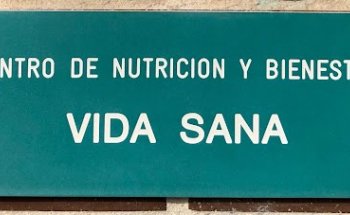 NTRO DE NUTRICION Y BIENEST
VIDA SANA